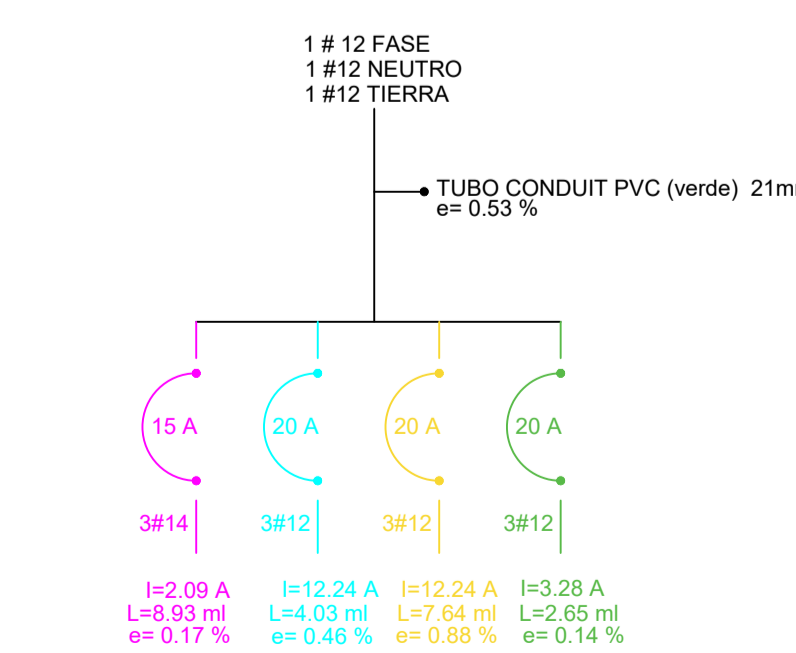 1 # 12 FASE
1 #12 NEUTRO
1 #12 TIERRA
TUBO CONDUIT PVC (verde) 21m
e= 0.53 %
15 A 20 A 20 A 20 A
3#14 3#12 3#12 3#12
I=2.09 A I=12.24 A I=12.24 A I=3.28 A
L=8.93 ml L=4.03 ml L=7.64 ml L=2.65 ml
e= 0.17 % e= 0.46 % e= 0.88 % e= 0.14 %